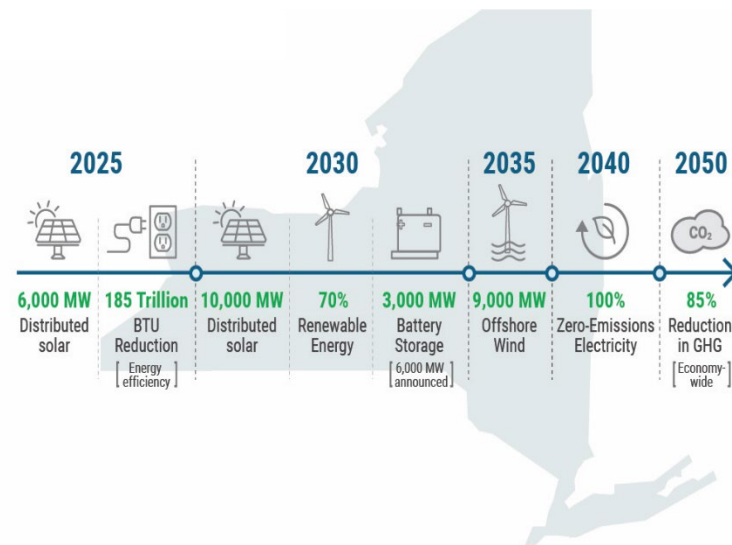 2025
2030
2035
2040
2050
CO₂
6,000 MW
Distributed
solar
185 Trillion
BTU
Reduction
[Energy
efficiency]
10,000 MW
Distributed
solar
70%
Renewable
Energy
3,000 MW
Battery
Storage
[6,000 MW
announced]
9,000 MW
Offshore
Wind
100%
Zero-Emissions
Electricity
85%
Reduction
in GHG
[Economy-
wide]